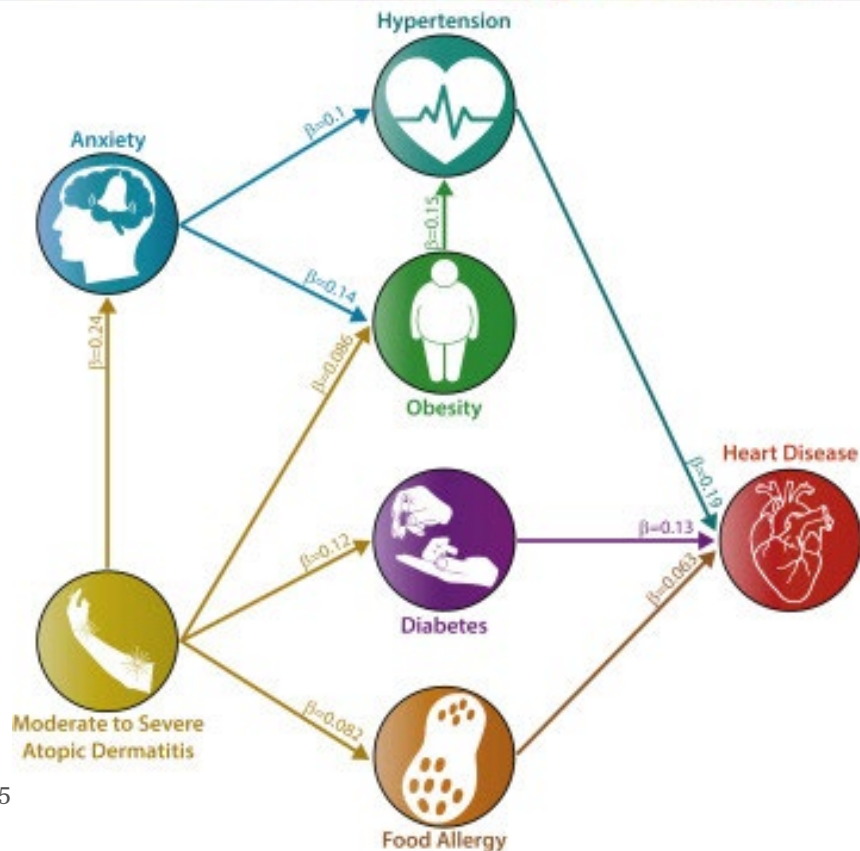 Hypertension
β=0.1
Anxiety
β=0.15
β=0.14
β=0.24
β=0.086
Obesity
Heart Disease
β=0.19
β=0.13
β=0.12
β=0.063
Diabetes
Moderate to Severe
Atopic Dermatitis
β=0.082
5
Food Allergy